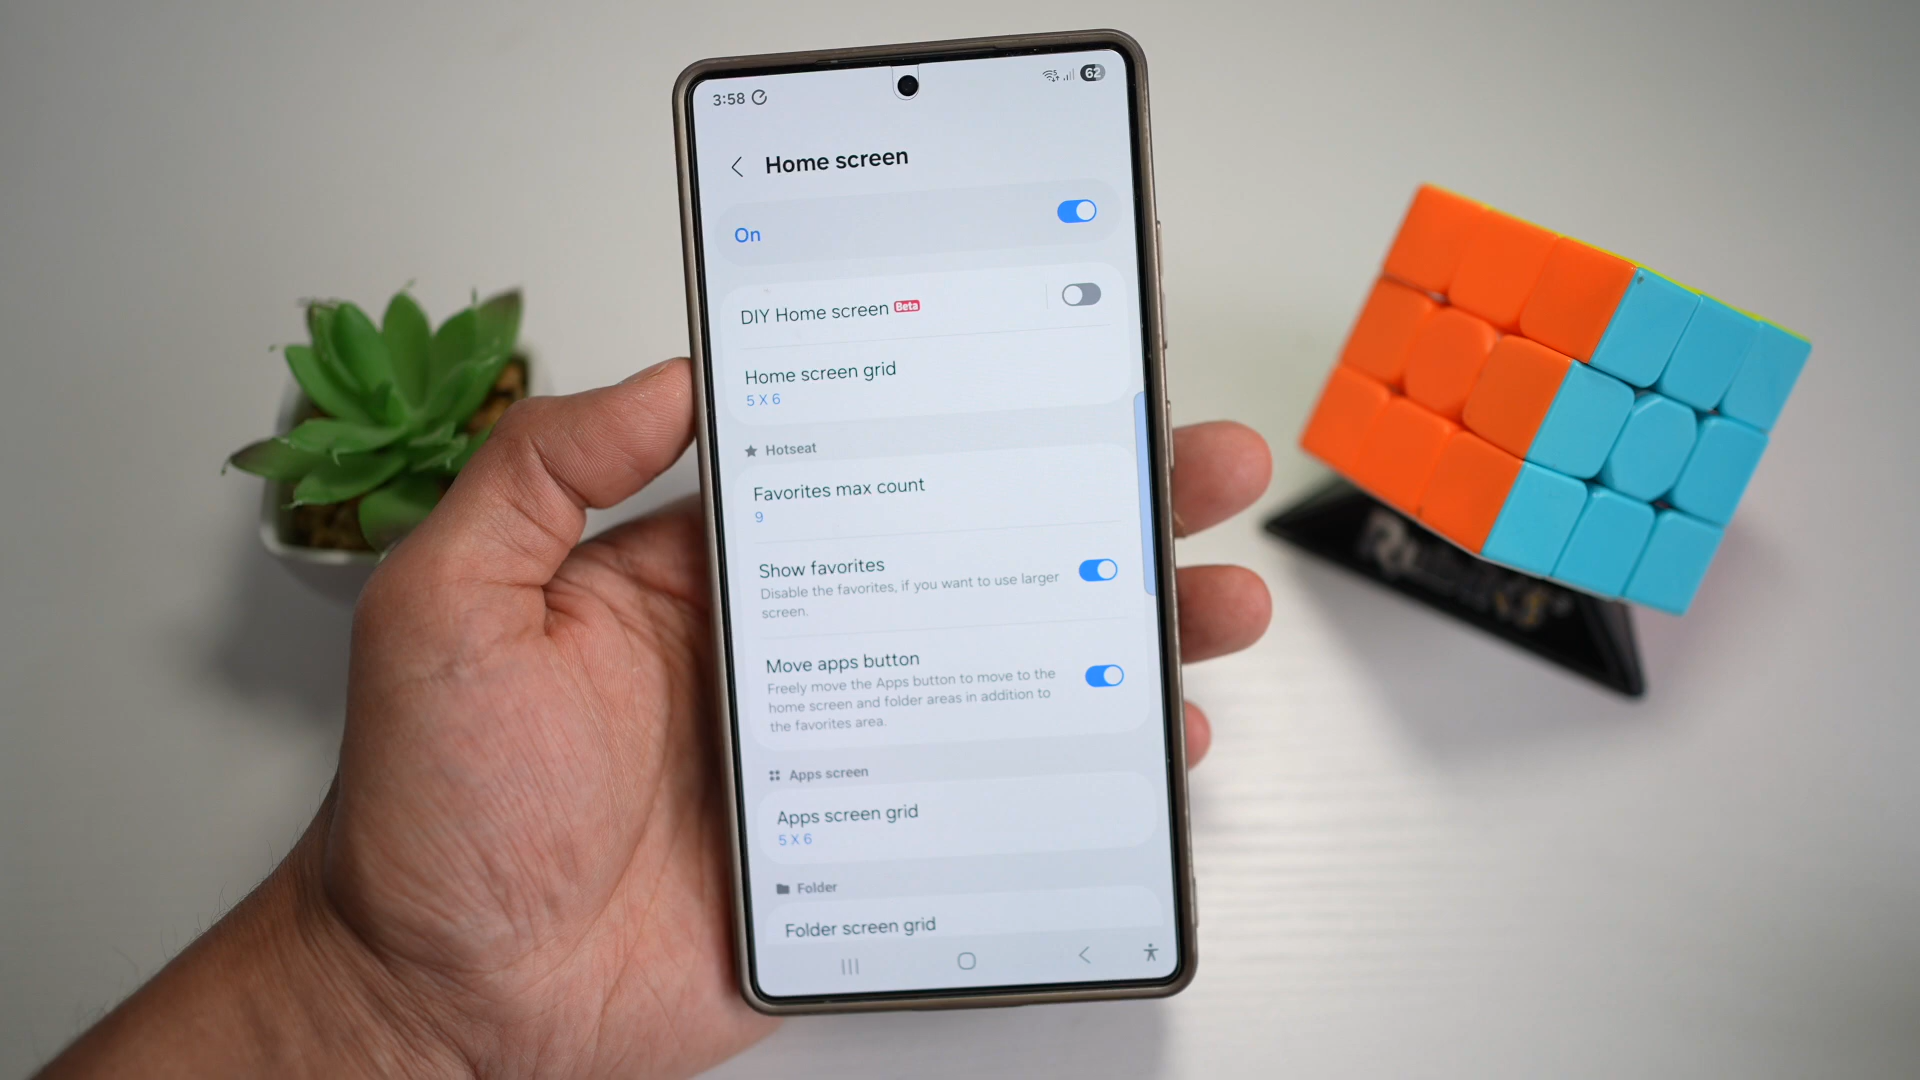 3:58
62
Home screen
On
DIY Home screen Beta
Home screen grid
5 X 6
Hotseat
Favorites max count
9
Show favorites
Disable the favorites, if you want to use larger
screen.
Move apps button
Freely move the Apps button to move to the
home screen and folder areas in addition to
the favorites area.
Apps screen
Apps screen grid
5 X 6
Folder
Folder screen grid